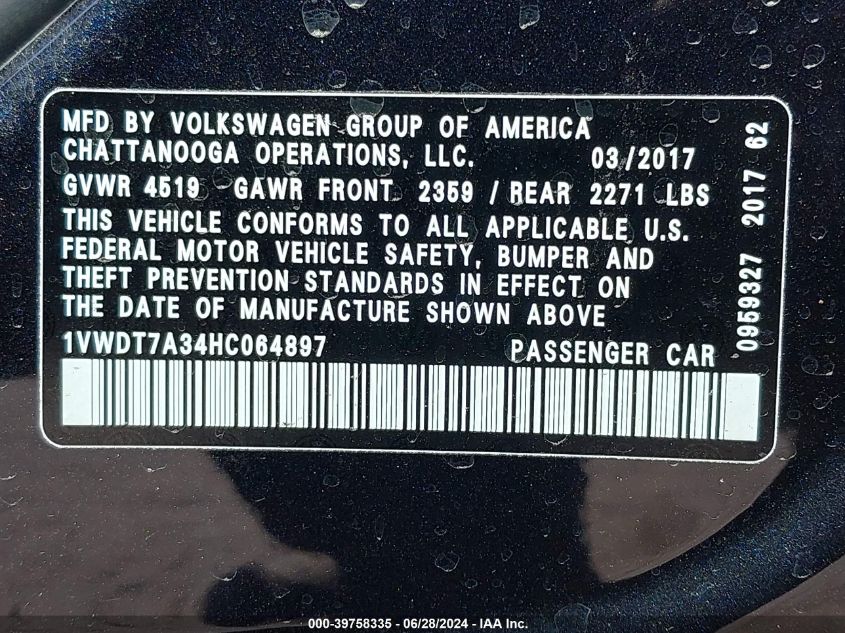 MFD BY VOLKSWAGEN GROUP OF AMERICA
CHATTANOOGA OPERATIONS, LLC. 03/2017
GVWR 4519 GAWR FRONT 2359 / REAR 2271 LBS
THIS VEHICLE CONFORMS TO ALL APPLICABLE U.S.
FEDERAL MOTOR VEHICLE SAFETY, BUMPER AND
THEFT PREVENTION STANDARDS IN EFFECT ON
THE DATE OF MANUFACTURE SHOWN ABOVE
1VWDT7A34HC064897 PASSENGER CAR
0959327 2017 62
000-39758335 - 06/28/2024 - IAA Inc.